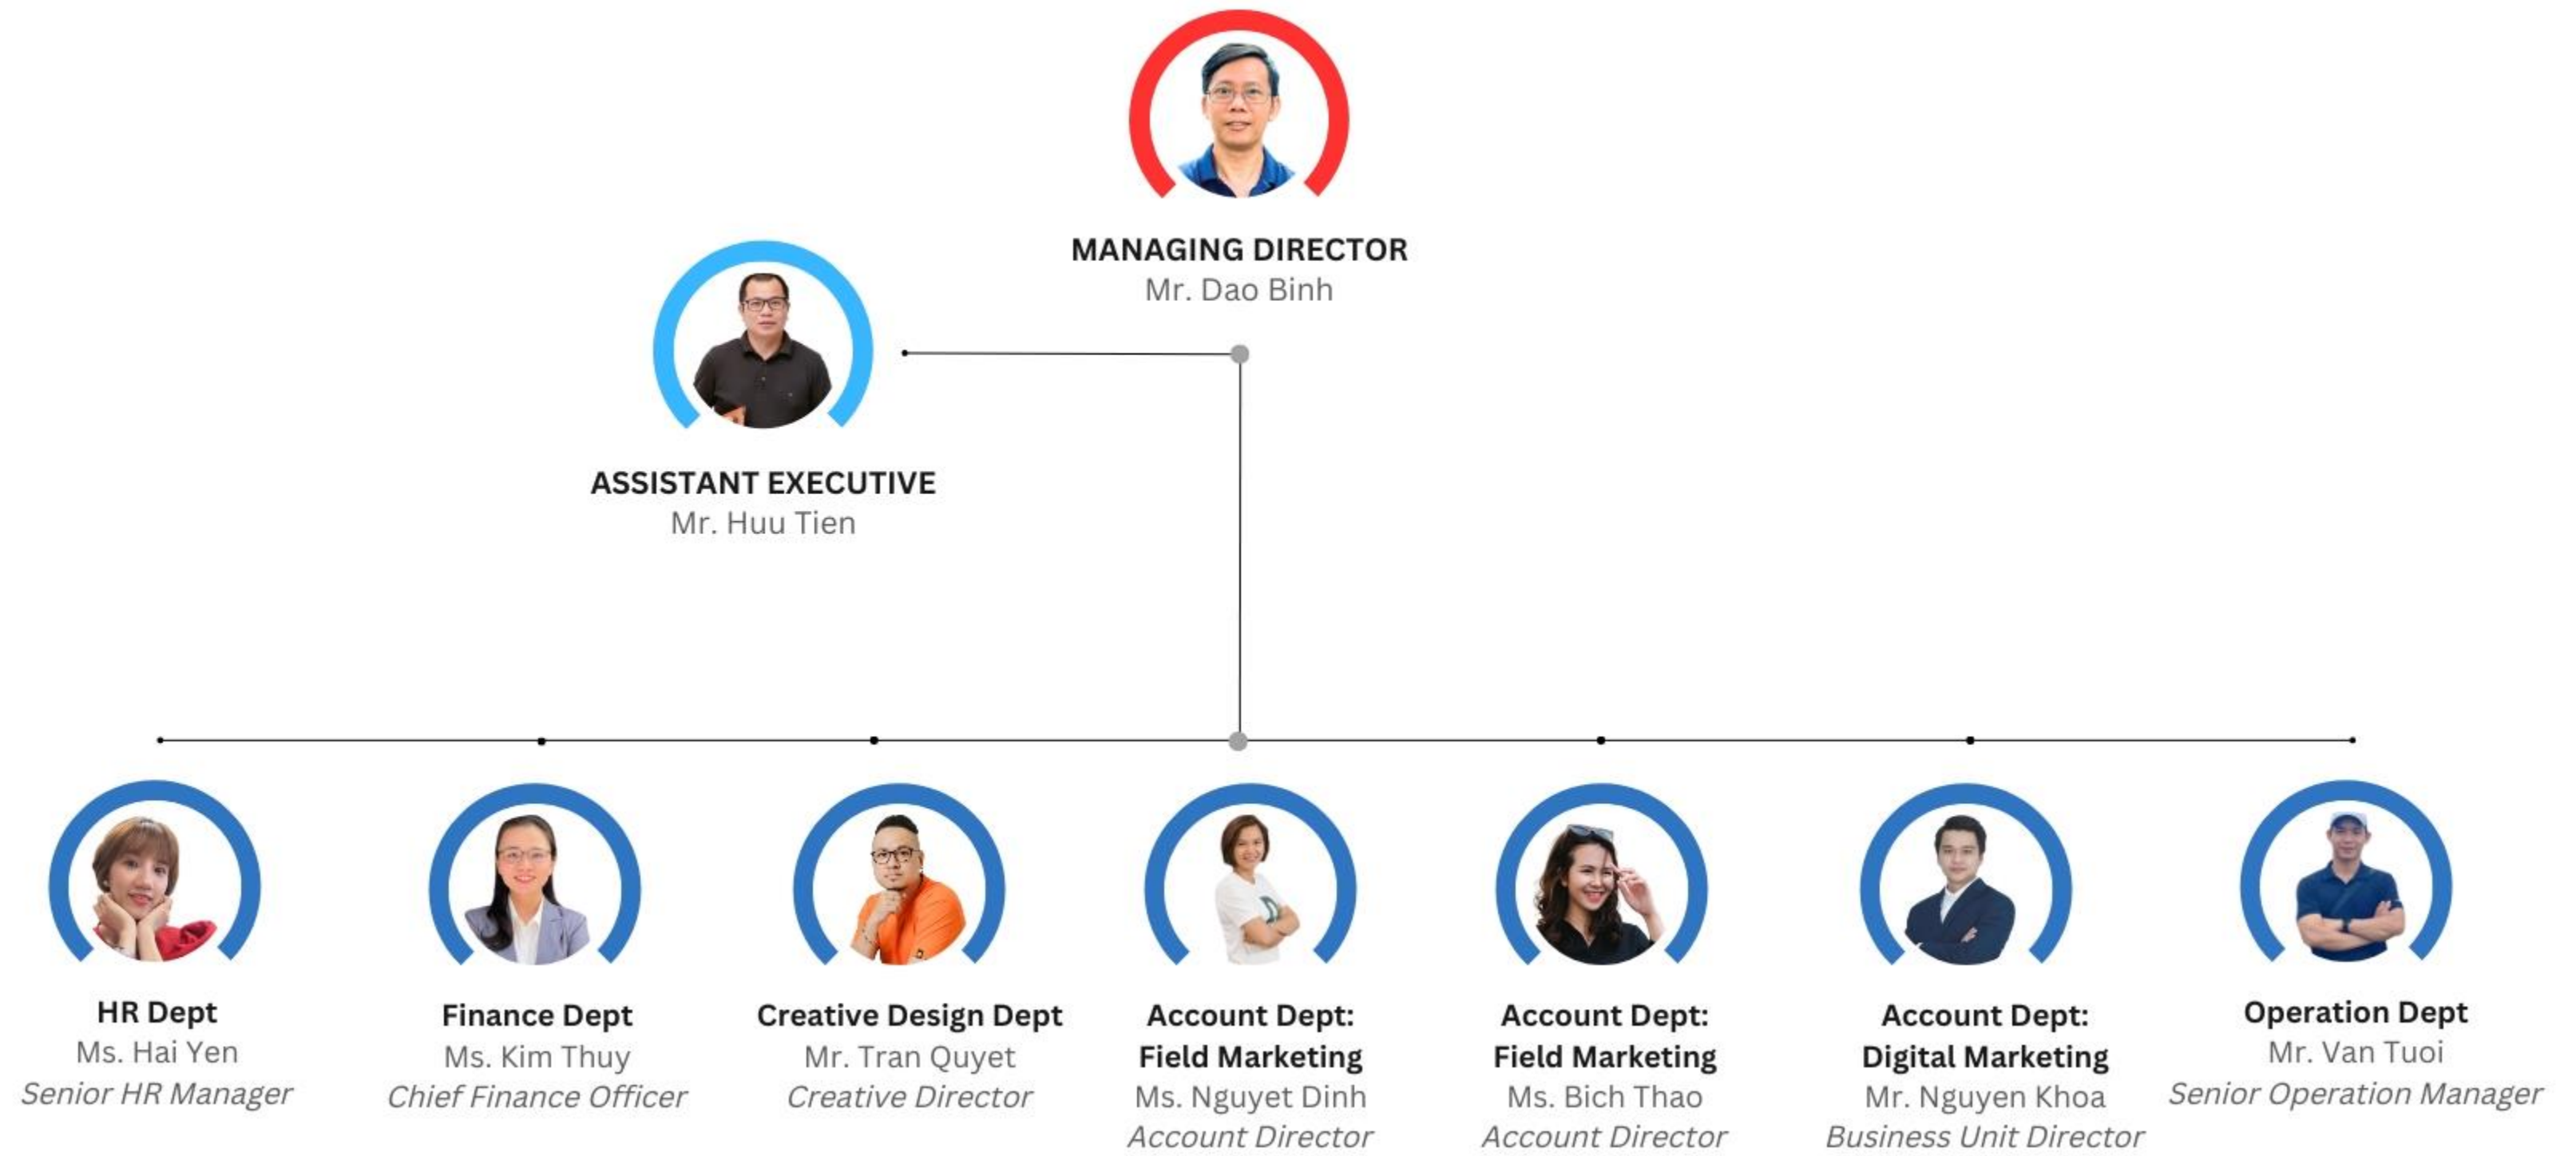 MANAGING DIRECTOR
Mr. Dao Binh
ASSISTANT EXECUTIVE
Mr. Huu Tien
HR Dept
Ms. Hai Yen
Senior HR Manager
Finance Dept
Ms. Kim Thuy
Chief Finance Officer
Creative Design Dept
Mr. Tran Quyet
Creative Director
Account Dept:
Field Marketing
Ms. Nguyet Dinh
Account Director
Account Dept:
Field Marketing
Ms. Bich Thao
Account Director
Account Dept:
Digital Marketing
Mr. Nguyen Khoa
Business Unit Director
Operation Dept
Mr. Van Tuoi
Senior Operation Manager